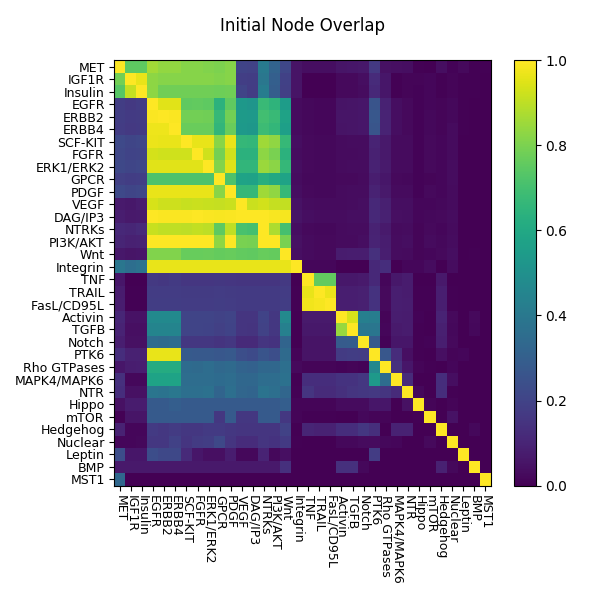 Initial Node Overlap
MET
IGF1R
Insulin
EGFR
ERBB2
ERBB4
SCF-KIT
FGFR
ERK1/ERK2
GPCR
PDGF
VEGF
DAG/IP3
NTRKs
PI3K/AKT
Wnt
Integrin
TNF
TRAIL
FasL/CD95L
Activin
TGFB
Notch
PTK6
Rho GTPases
MAPK4/MAPK6
NTR
Hippo
mTOR
Hedgehog
Nuclear
Leptin
BMP
MST1
MET
IGF1R
Insulin
EGFR
ERBB2
ERBB4
SCF-KIT
FGFR
ERK1/ERK2
GPCR
PDGF
VEGF
DAG/IP3
NTRKs
PI3K/AKT
Wnt
Integrin
TNF
TRAIL
FasL/CD95L
Activin
TGFB
Notch
PTK6
Rho GTPases
MAPK4/MAPK6
NTR
Hippo
mTOR
Hedgehog
Nuclear
Leptin
BMP
MST1
1.0
0.8
0.6
0.4
0.2
0.0